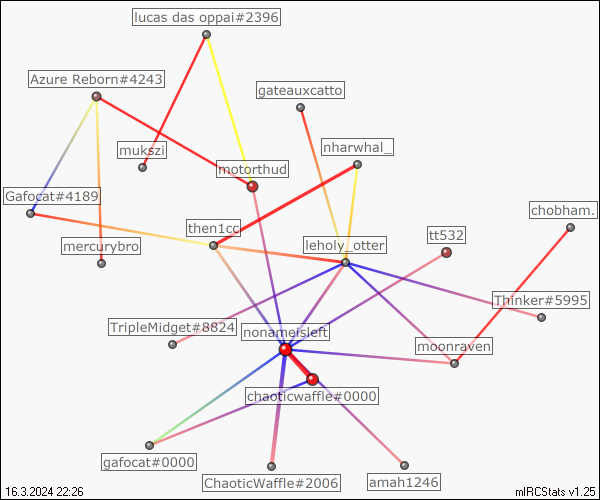 lucas das oppai#2396
Azure Reborn#4243
gateauxcatto
mukszi
nharwhal_
motorthud
Gafocat#4189
chobham.
then1cc
tt532
mercurybro
leholy_otter
Thinker#5995
TripleMidget#8824
nonameisleft
moonraven
chaoticwaffle#0000
gafocat#0000
ChaoticWaffle#2006
amah1246
16.3.2024 22:26
mIRCStats v1.25